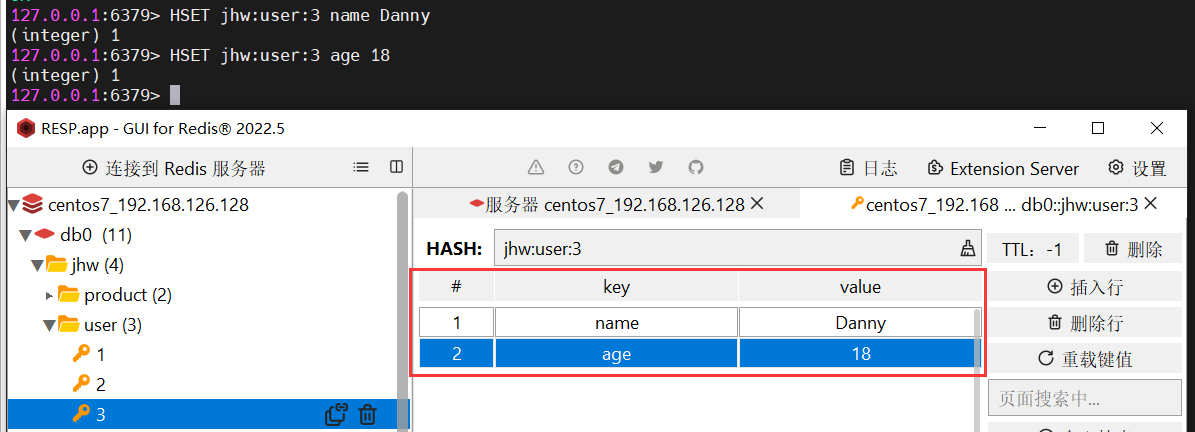 127.0.0.1:6379> HSET jhw:user:3 name Danny
(integer) 1
127.0.0.1:6379> HSET jhw:user:3 age 18
(integer) 1
127.0.0.1:6379>
RESP.app - GUI for Redis® 2022.5
连接到 Redis 服务器
日志 Extension Server 设置
centos7_192.168.126.128
服务器 centos7_192.168.126.128
centos7_192.168 ... db0::jhw:user:3
db0 (11)
HASH: jhw:user:3 TTL：-1 删除
jhw (4)
# key value
插入行
product (2)
1 name Danny
删除行
user (3)
2 age 18
重载键值
1
2
页面搜索中...
3